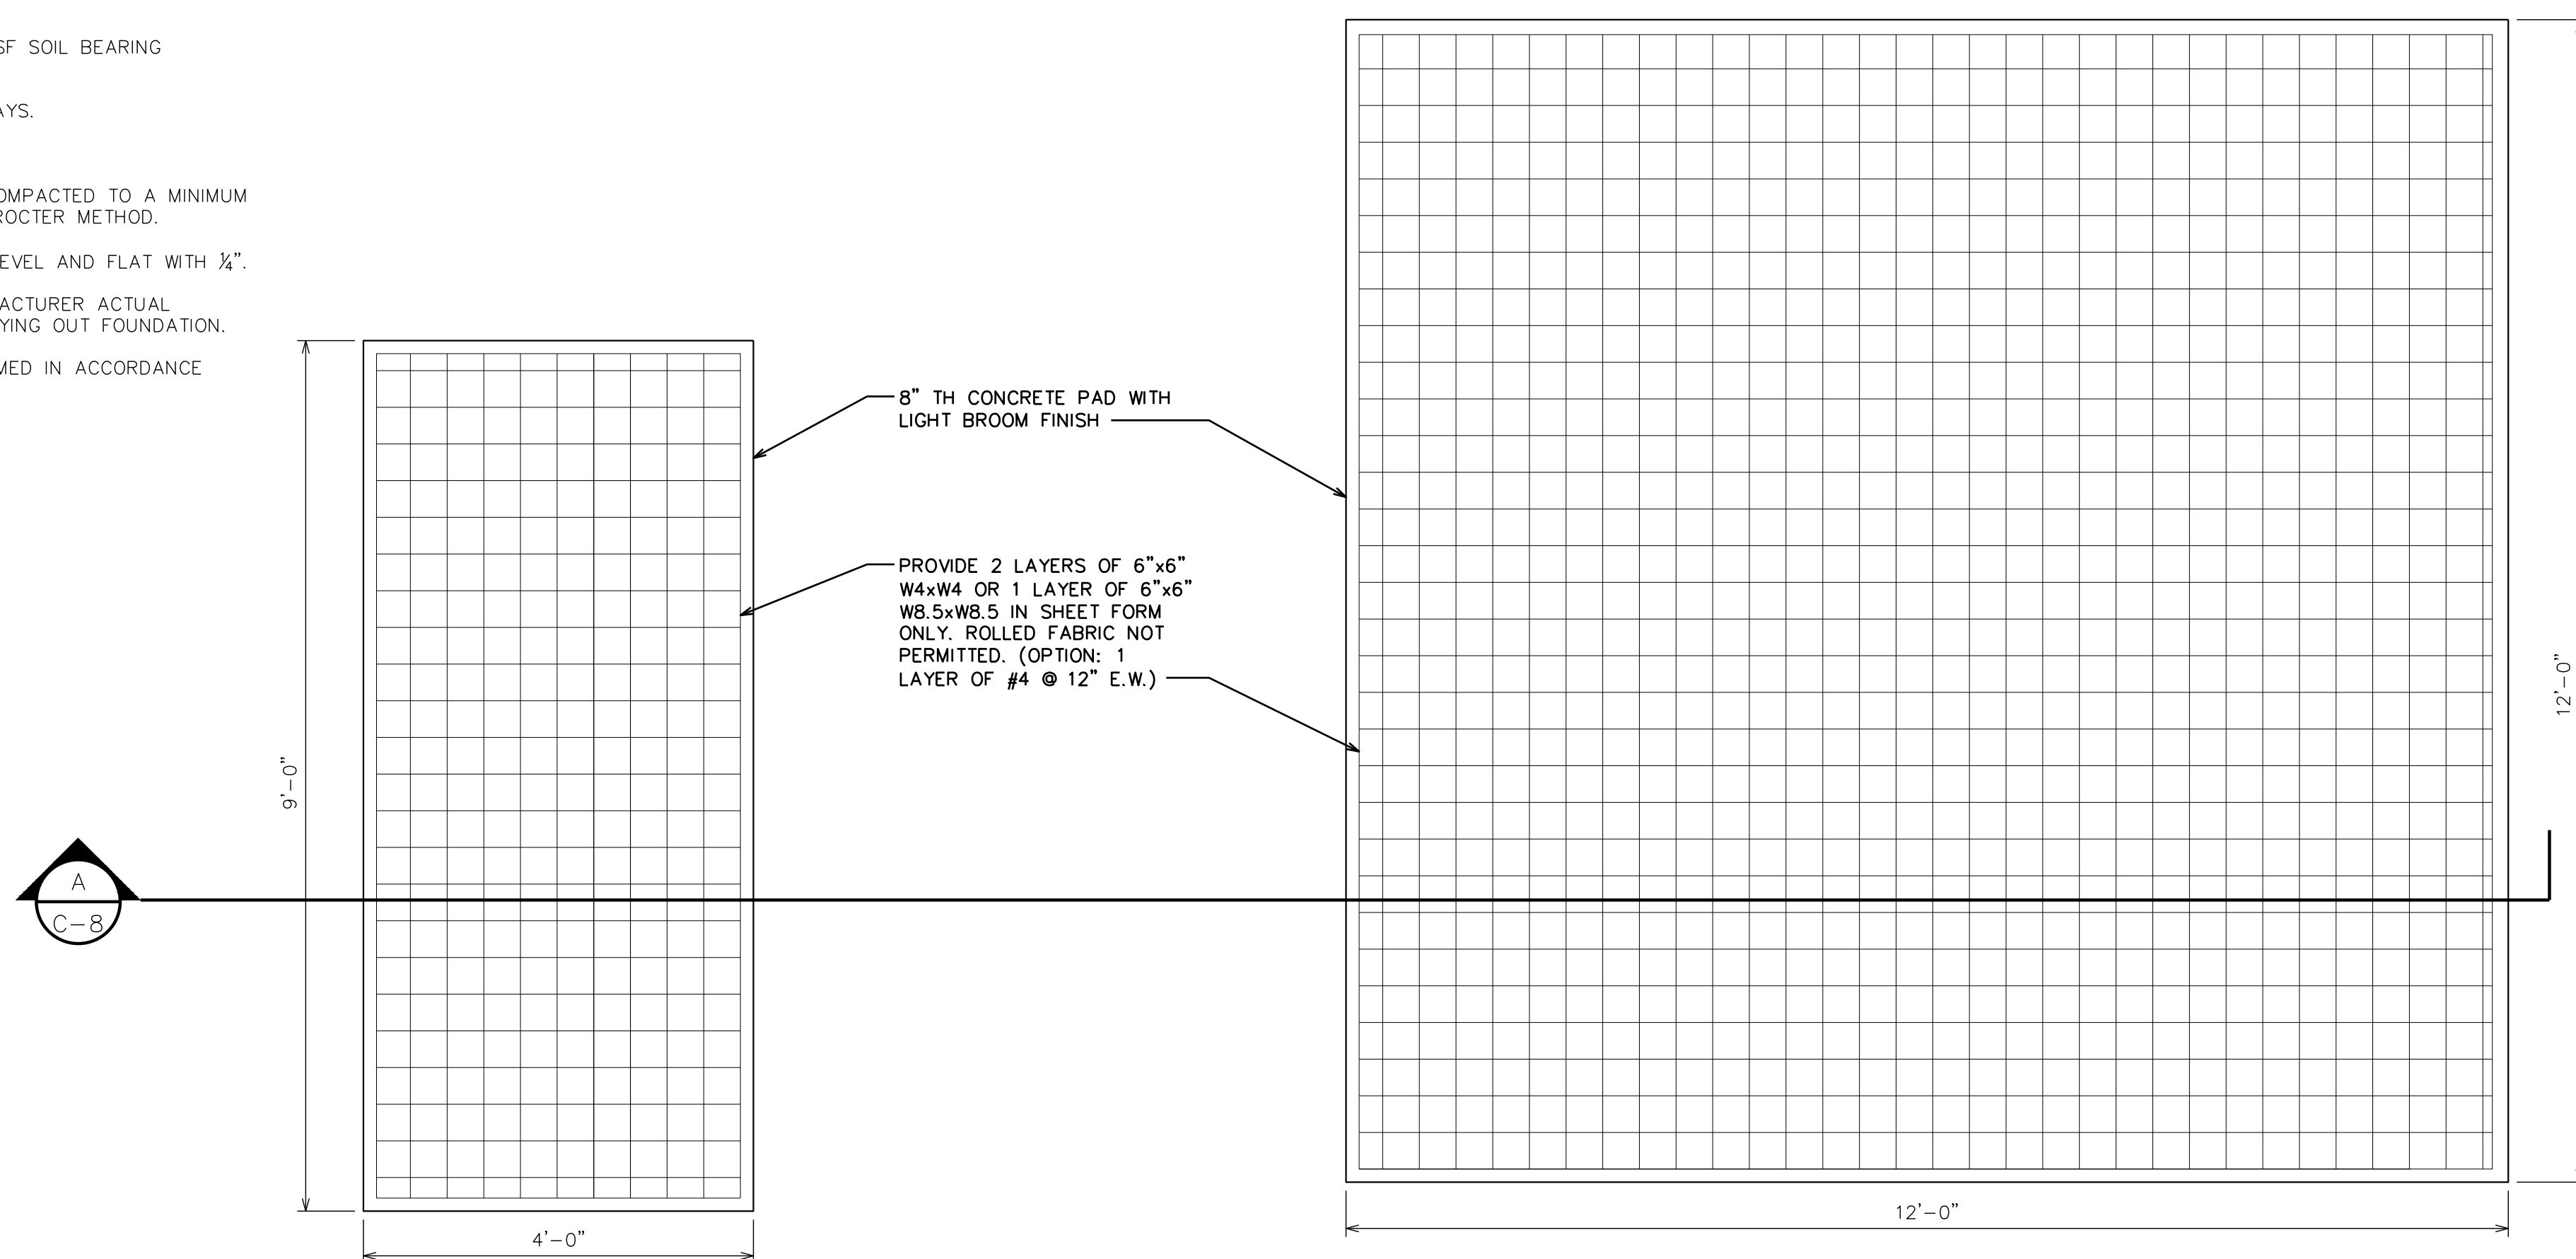 SF SOIL BEARING
AYS.
OMPACTED TO A MINIMUM
ROCTER METHOD.
EVEL AND FLAT WITH ¼”.
ACTURER ACTUAL
YING OUT FOUNDATION.
MED IN ACCORDANCE
8” TH CONCRETE PAD WITH
LIGHT BROOM FINISH
PROVIDE 2 LAYERS OF 6”x6”
W4xW4 OR 1 LAYER OF 6”x6”
W8.5xW8.5 IN SHEET FORM
ONLY. ROLLED FABRIC NOT
PERMITTED. (OPTION: 1
LAYER OF #4 @ 12” E.W.)
9’-0”
12’-0”
A
C-8
4’-0”
12’-0”